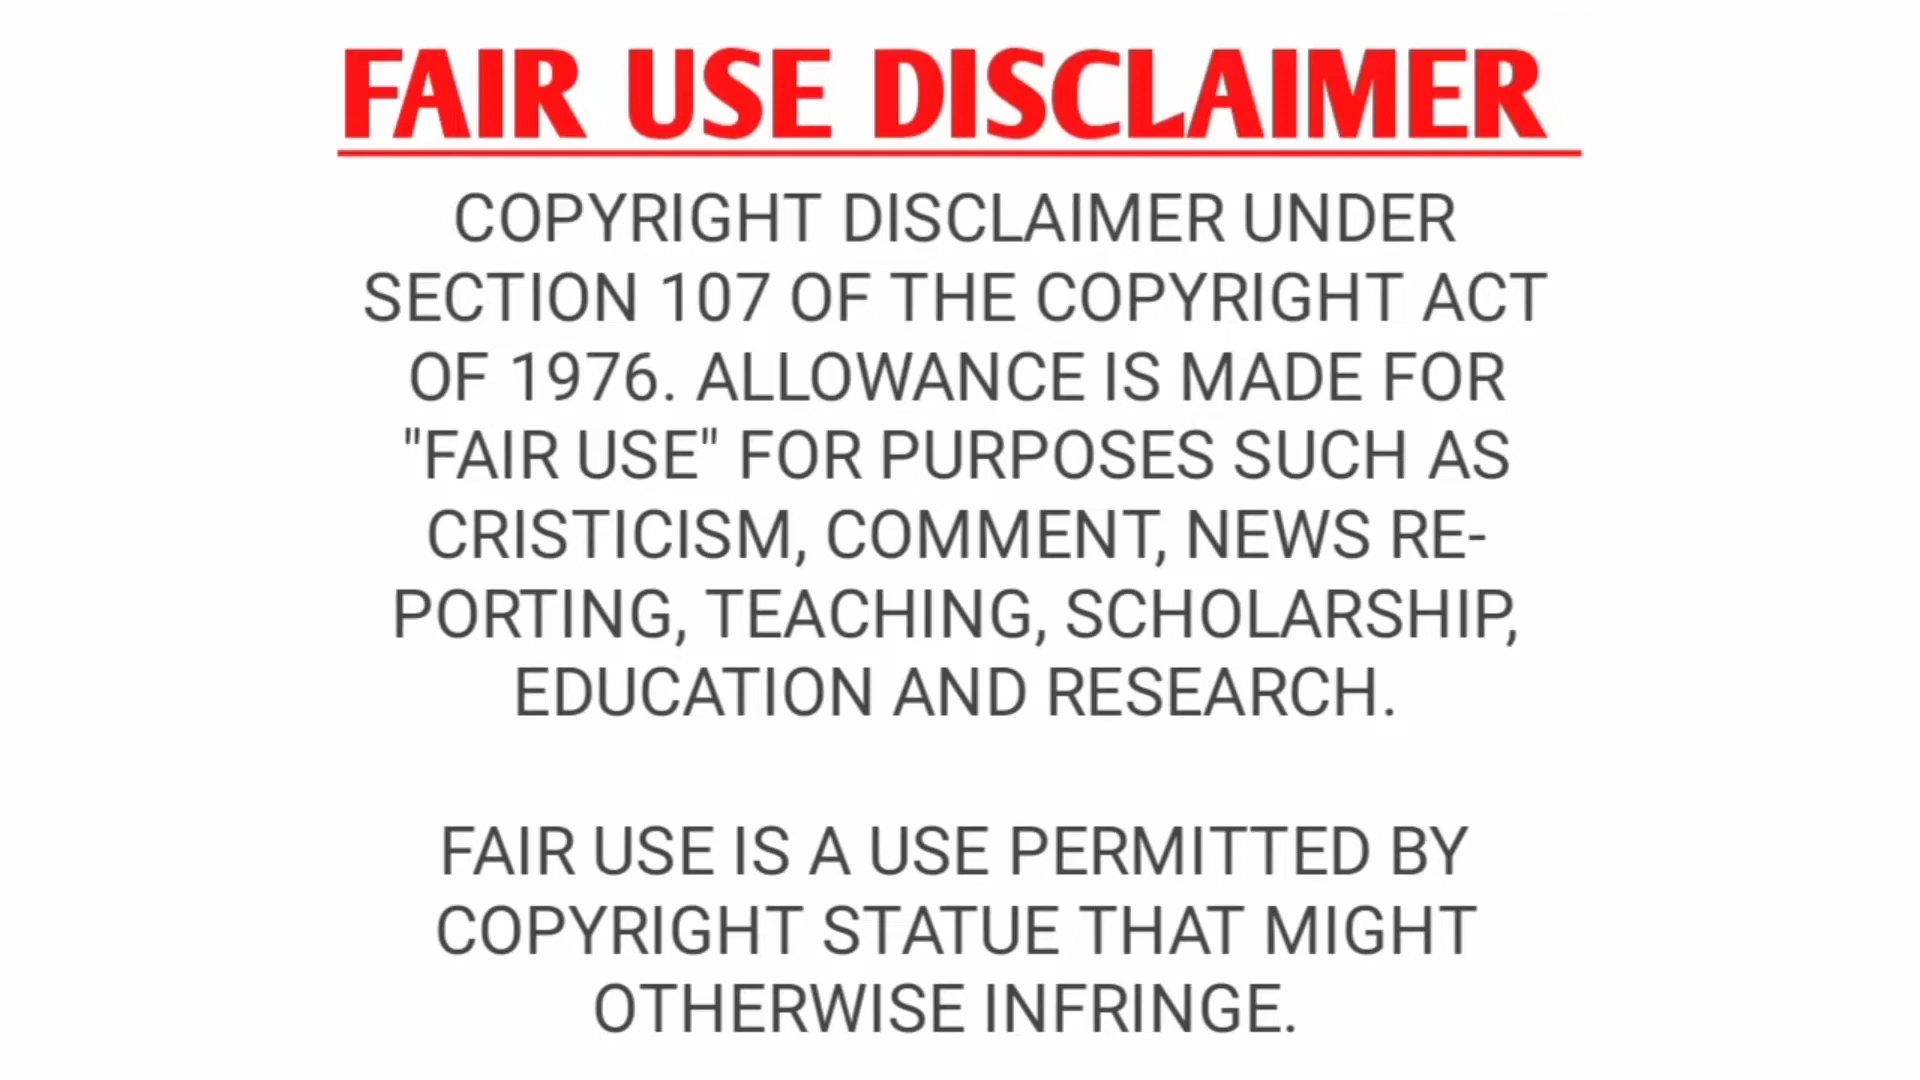 FAIR USE DISCLAIMER
COPYRIGHT DISCLAIMER UNDER
SECTION 107 OF THE COPYRIGHT ACT
OF 1976. ALLOWANCE IS MADE FOR
"FAIR USE" FOR PURPOSES SUCH AS
CRISTICISM, COMMENT, NEWS RE-
PORTING, TEACHING, SCHOLARSHIP,
EDUCATION AND RESEARCH.
FAIR USE IS A USE PERMITTED BY
COPYRIGHT STATUE THAT MIGHT
OTHERWISE INFRINGE.